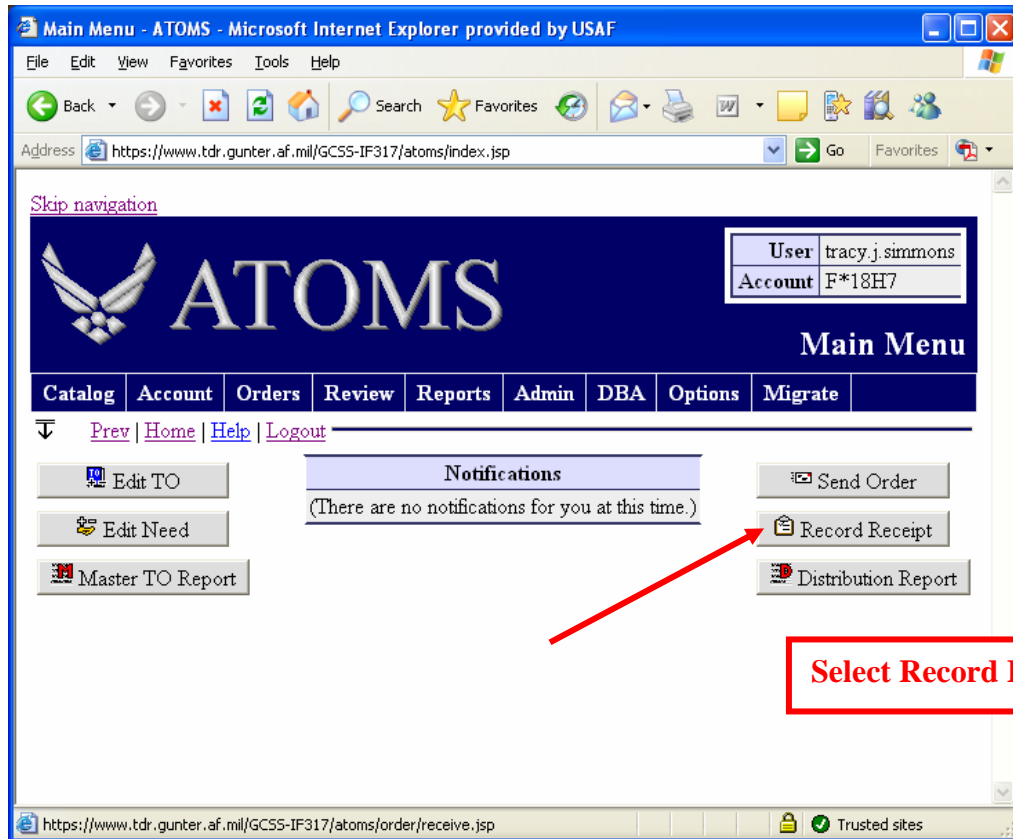 Main Menu - ATOMS - Microsoft Internet Explorer provided by USAF
File Edit View Favorites Tools Help
Back Search Favorites
Address https://www.tdr.gunter.af.mil/GCSS-IF317/atoms/index.jsp Go Favorites
Skip navigation
ATOMS
User tracy.j.simmons
Account F*18H7
Main Menu
Catalog Account Orders Review Reports Admin DBA Options Migrate
Prev | Home | Help | Logout
Edit TO
Edit Need
Master TO Report
Notifications
(There are no notifications for you at this time.)
Send Order
Record Receipt
Distribution Report
Select Record
https://www.tdr.gunter.af.mil/GCSS-IF317/atoms/order/receive.jsp Trusted sites